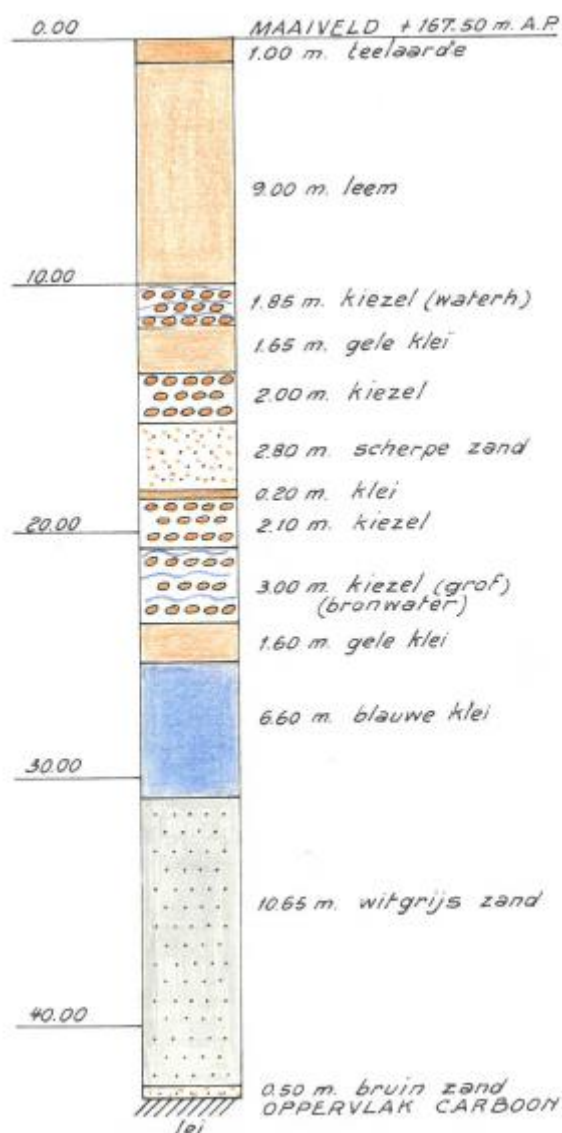 0.00 MAAIVELD + 167.50 m. A.P.
1.00 m. teelaarde
9.00 m. leem
10.00
1.85 m. kiezel (waterh)
1.65 m. gele klei
2.00 m. kiezel
2.80 m. scherpe zand
0.20 m. klei
20.00 2.10 m. kiezel
3.00 m. kiezel (grof)
(bronwater)
1.60 m. gele klei
6.60 m. blauwe klei
30.00
10.65 m. witgrijs zand
40.00
0.50 m. bruin zand
OPPERVLAK CARBOON
lei